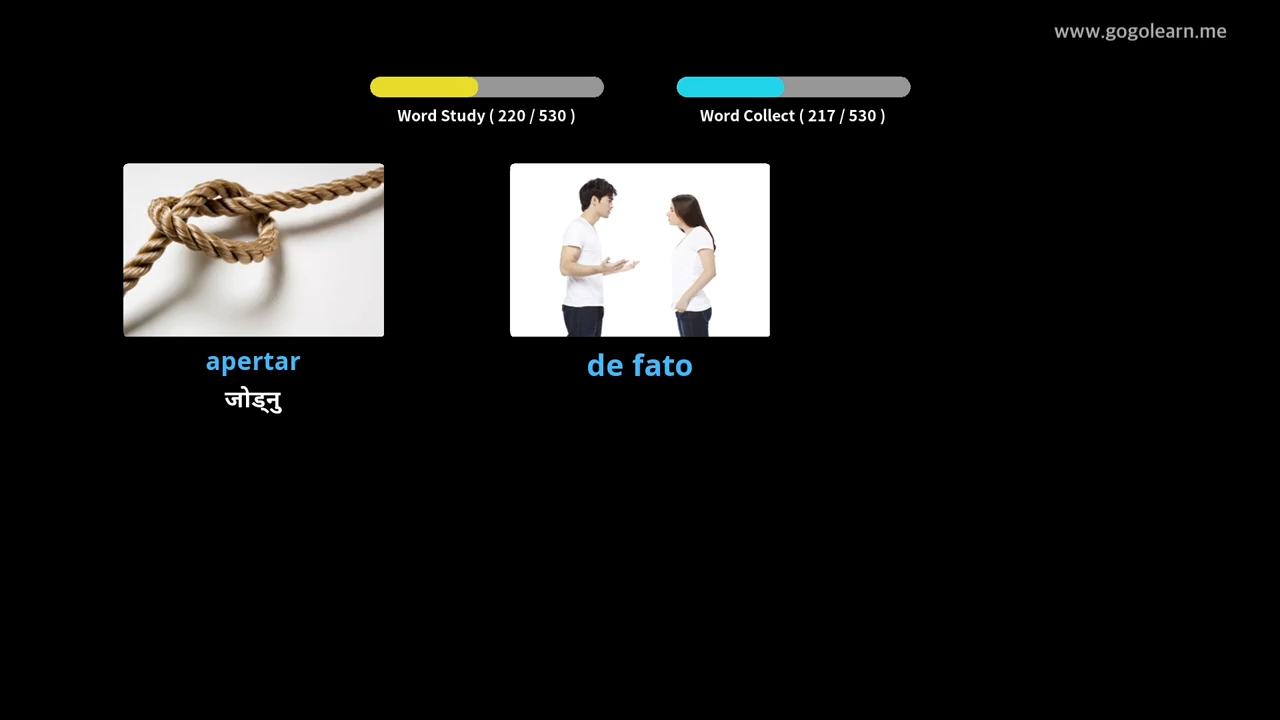 www.gogolearn.me
Word Study ( 220 / 530 )
Word Collect ( 217 / 530 )
apertar
जोड्नु
de fato